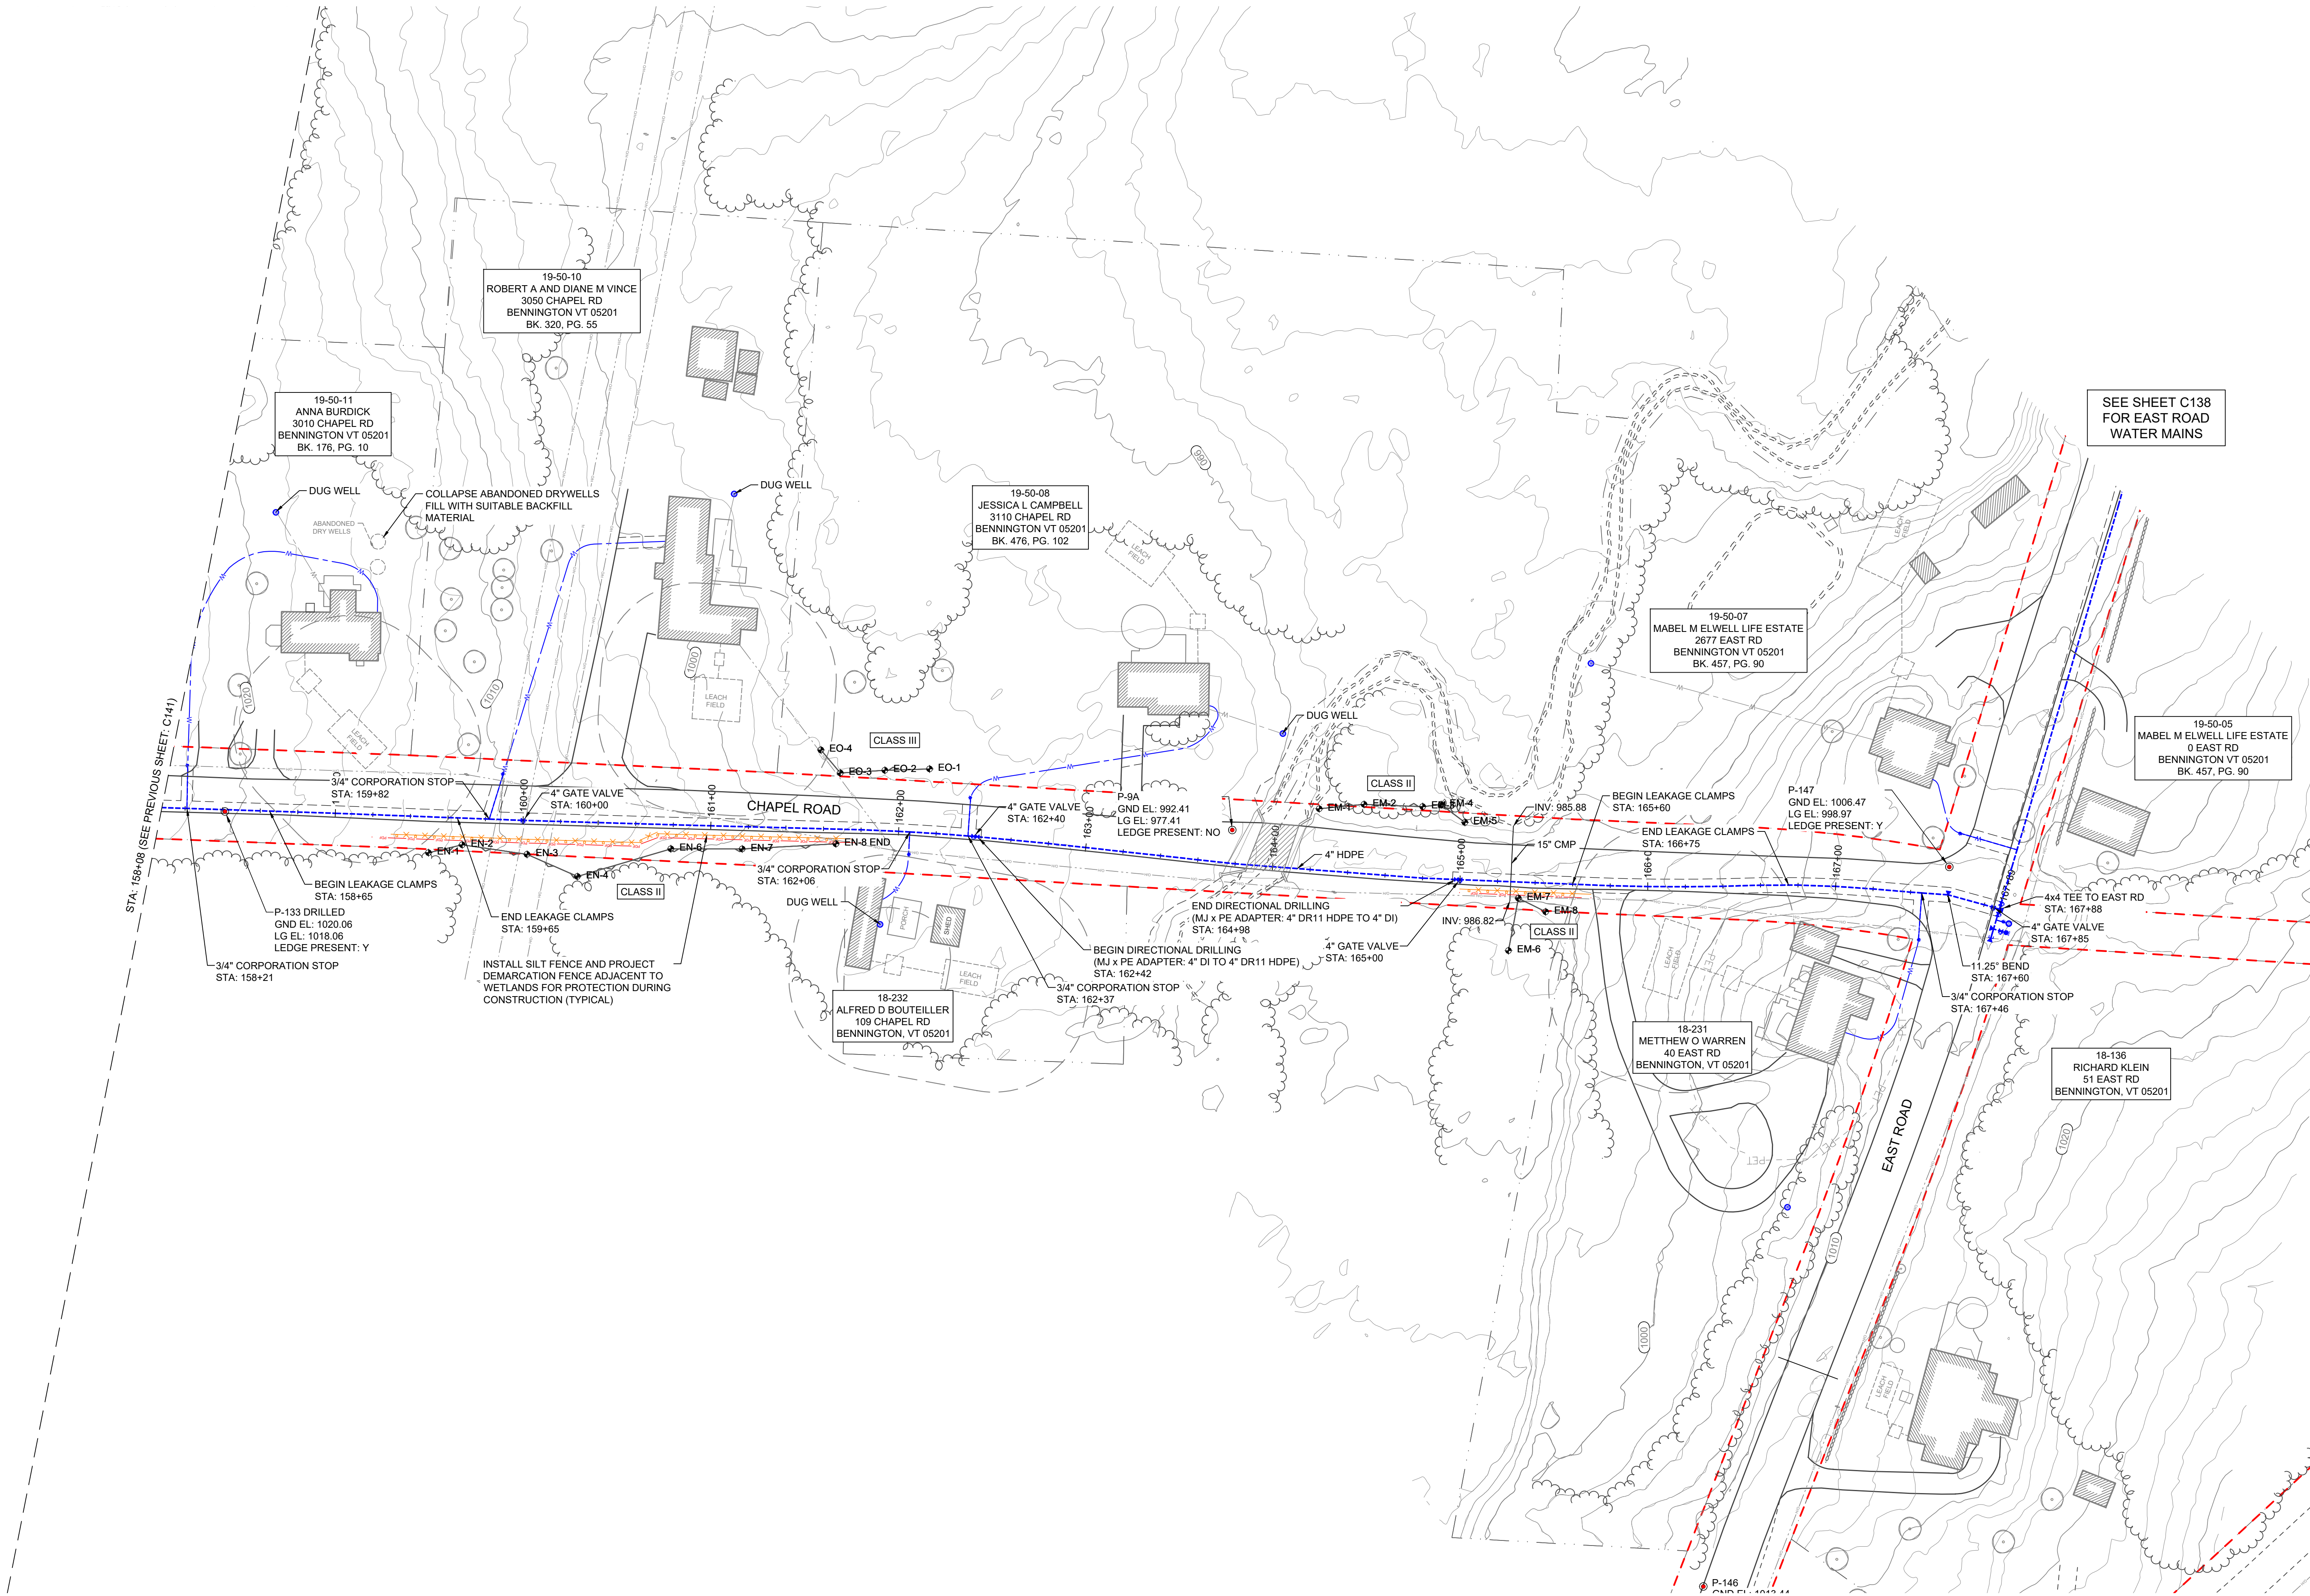 19-50-10
ROBERT A AND DIANE M VINCE
3050 CHAPEL RD
BENNINGTON VT 05201
BK. 320, PG. 55
19-50-11
ANNA BURDICK
3010 CHAPEL RD
BENNINGTON VT 05201
BK. 176, PG. 10
SEE SHEET C138
FOR EAST ROAD
WATER MAINS
990
DUG WELL
COLLAPSE ABANDONED DRYWELLS
FILL WITH SUITABLE BACKFILL
MATERIAL
ABANDONED
DRY WELLS
DUG WELL
19-50-08
JESSICA L CAMPBELL
3110 CHAPEL RD
BENNINGTON VT 05201
BK. 476, PG. 102
LEACH
FIELD
LEACH
FIELD
19-50-07
MABEL M ELWELL LIFE ESTATE
2677 EAST RD
BENNINGTON VT 05201
BK. 457, PG. 90
1020
1010
1000
LEACH
FIELD
LEACH
FIELD
DUG WELL
19-50-05
MABEL M ELWELL LIFE ESTATE
0 EAST RD
BENNINGTON VT 05201
BK. 457, PG. 90
STA: 158+08 (SEE PREVIOUS SHEET: C141)
EO-4
CLASS III
EO-3
EO-2
EO-1
3/4" CORPORATION STOP
STA: 159+82
160+00
4" GATE VALVE
STA: 160+00
161+00
CHAPEL ROAD
162+00
4" GATE VALVE
STA: 162+40
163+00
P-9A
GND EL: 992.41
LG EL: 977.41
LEDGE PRESENT: NO
CLASS II
EM-1
EM-2
EM-4
EM-5
INV: 985.88
BEGIN LEAKAGE CLAMPS
STA: 165+60
END LEAKAGE CLAMPS
STA: 166+75
P-147
GND EL: 1006.47
LG EL: 998.97
LEDGE PRESENT: Y
164+00
4" HDPE
165+00
15" CMP
167+00
EN-1
EN-2
EN-3
EN-4
EN-6
EN-7
EN-8 END
CLASS II
3/4" CORPORATION STOP
STA: 162+06
DUG WELL
PORCH
SHED
LEACH
FIELD
BEGIN LEAKAGE CLAMPS
STA: 158+65
P-133 DRILLED
GND EL: 1020.06
LG EL: 1018.06
LEDGE PRESENT: Y
3/4" CORPORATION STOP
STA: 158+21
END LEAKAGE CLAMPS
STA: 159+65
INSTALL SILT FENCE AND PROJECT
DEMARCATION FENCE ADJACENT TO
WETLANDS FOR PROTECTION DURING
CONSTRUCTION (TYPICAL)
18-232
ALFRED D BOUTEILLER
109 CHAPEL RD
BENNINGTON, VT 05201
END DIRECTIONAL DRILLING
(MJ x PE ADAPTER: 4" DR11 HDPE TO 4" DI)
STA: 164+98
BEGIN DIRECTIONAL DRILLING
(MJ x PE ADAPTER: 4" DI TO 4" DR11 HDPE)
STA: 162+42
3/4" CORPORATION STOP
STA: 162+37
4" GATE VALVE
STA: 165+00
INV: 986.82
EM-7
EM-8
CLASS II
EM-6
LEACH
FIELD
PET
4x4 TEE TO EAST RD
STA: 167+88
4" GATE VALVE
STA: 167+85
11.25° BEND
STA: 167+60
3/4" CORPORATION STOP
STA: 167+46
18-231
METTHEW O WARREN
40 EAST RD
BENNINGTON, VT 05201
18-136
RICHARD KLEIN
51 EAST RD
BENNINGTON, VT 05201
EAST ROAD
1020
1010
1000
LEACH
FIELD
P-146